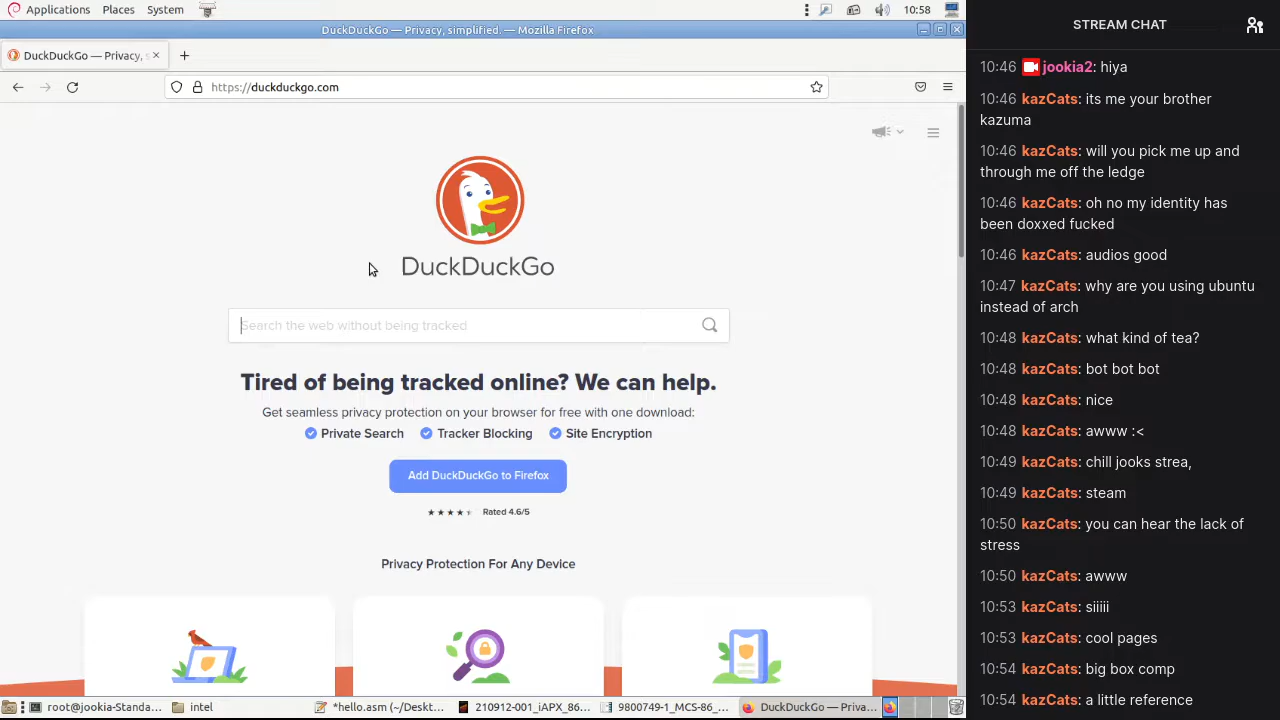 Applications Places System 10:58
DuckDuckGo — Privacy, simplified. — Mozilla Firefox
DuckDuckGo — Privacy, s
https://duckduckgo.com
DuckDuckGo
Search the web without being tracked
Tired of being tracked online? We can help.
Get seamless privacy protection on your browser for free with one download:
Private Search Tracker Blocking Site Encryption
Add DuckDuckGo to Firefox
Rated 4.6/5
Privacy Protection For Any Device
root@jookia-Standa... intel *hello.asm (~/Deskt... 210912-001_iAPX_86... 9800749-1_MCS-86_... DuckDuckGo — Priva...
STREAM CHAT
10:46 jookia2: hiya
10:46 kazCats: its me your brother
kazuma
10:46 kazCats: will you pick me up and
through me off the ledge
10:46 kazCats: oh no my identity has
been doxxed fucked
10:46 kazCats: audios good
10:47 kazCats: why are you using ubuntu
instead of arch
10:48 kazCats: what kind of tea?
10:48 kazCats: bot bot bot
10:48 kazCats: nice
10:48 kazCats: awww :<
10:49 kazCats: chill jooks strea,
10:49 kazCats: steam
10:50 kazCats: you can hear the lack of
stress
10:50 kazCats: awww
10:53 kazCats: siiiii
10:53 kazCats: cool pages
10:54 kazCats: big box comp
10:54 kazCats: a little reference